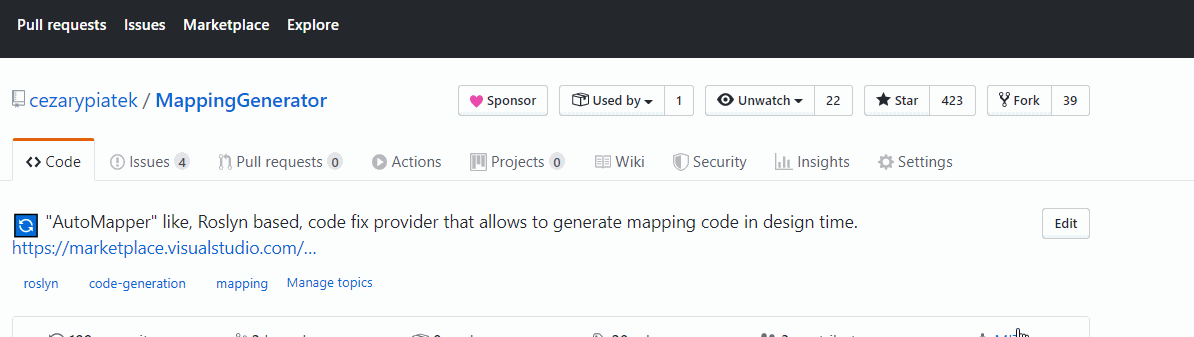 Pull requests Issues Marketplace Explore
cezarypiatek / MappingGenerator Sponsor Used by 1 Unwatch 22 Star 423 Fork 39
Code Issues 4 Pull requests 0 Actions Projects 0 Wiki Security Insights Settings
"AutoMapper" like, Roslyn based, code fix provider that allows to generate mapping code in design time. Edit
https://marketplace.visualstudio.com/...
roslyn code-generation mapping Manage topics